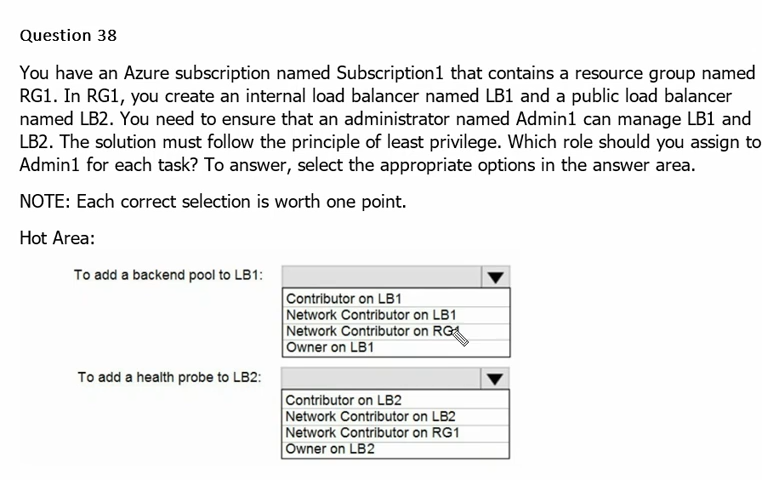 Question 38
You have an Azure subscription named Subscription1 that contains a resource group named
RG1. In RG1, you create an internal load balancer named LB1 and a public load balancer
named LB2. You need to ensure that an administrator named Admin1 can manage LB1 and
LB2. The solution must follow the principle of least privilege. Which role should you assign to
Admin1 for each task? To answer, select the appropriate options in the answer area.
NOTE: Each correct selection is worth one point.
Hot Area:
To add a backend pool to LB1:
Contributor on LB1
Network Contributor on LB1
Network Contributor on RG1
Owner on LB1
To add a health probe to LB2:
Contributor on LB2
Network Contributor on LB2
Network Contributor on RG1
Owner on LB2